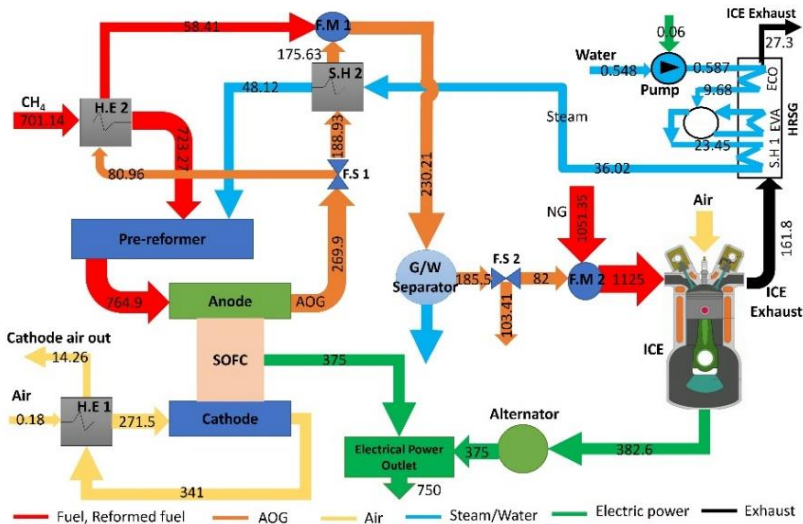 58.41
F.M 1
175.63
S.H 2
48.12
CH4
701.14
H.E 2
723.27
188.93
80.96
F.S 1
230.21
ICE Exhaust
27.3
0.06
Water
0.548
0.587
Pump
9.68
ECO
EVA
HRSG
23.45
S.H 1
Steam
36.02
161.8
Pre-reformer
269.9
764.9
Anode
AOG
G/W
Separator
185.5
F.S 2
82
103.41
NG
1051.35
F.M 2
1125
Air
ICE
Exhaust
ICE
Cathode air out
14.26
SOFC
375
Air
0.18
H.E 1
271.5
Cathode
341
Electrical Power
Outlet
375
750
Alternator
382.6
Fuel, Reformed fuel
AOG
Air
Steam/Water
Electric power
Exhaust